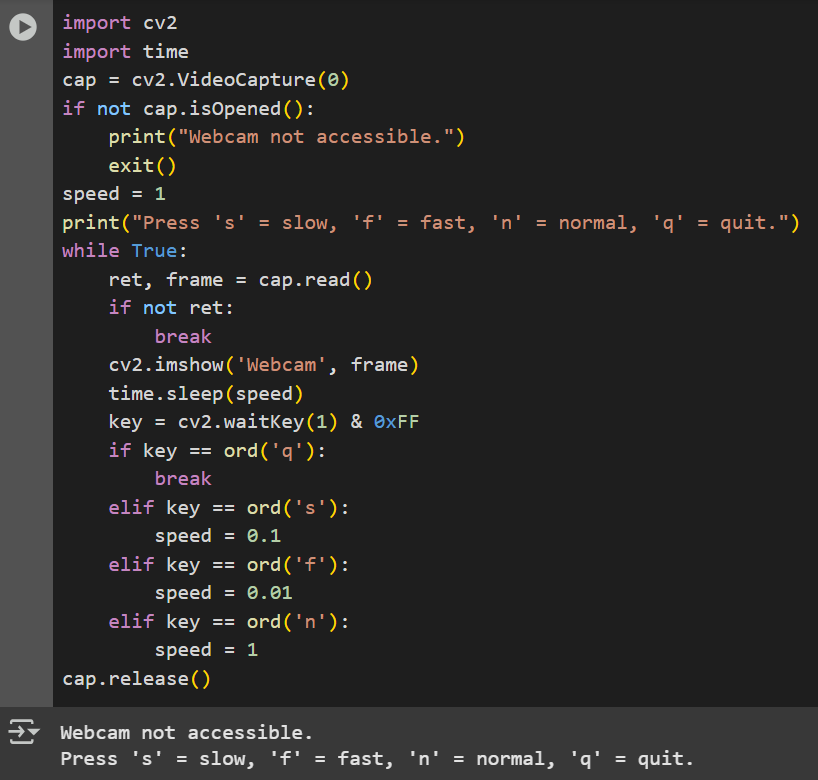 import cv2
import time
cap = cv2.VideoCapture(0)
if not cap.isOpened():
    print("Webcam not accessible.")
    exit()
speed = 1
print("Press 's' = slow, 'f' = fast, 'n' = normal, 'q' = quit.")
while True:
    ret, frame = cap.read()
    if not ret:
        break
    cv2.imshow('Webcam', frame)
    time.sleep(speed)
    key = cv2.waitKey(1) & 0xFF
    if key == ord('q'):
        break
    elif key == ord('s'):
        speed = 0.1
    elif key == ord('f'):
        speed = 0.01
    elif key == ord('n'):
        speed = 1
cap.release()
Webcam not accessible.
Press 's' = slow, 'f' = fast, 'n' = normal, 'q' = quit.